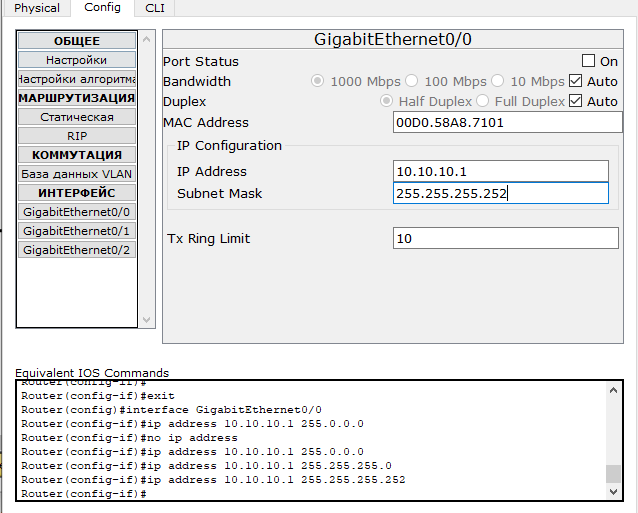 Physical Config CLI
ОБЩЕЕ
Настройки
Настройки алгоритма
МАРШРУТИЗАЦИЯ
Статическая
RIP
КОММУТАЦИЯ
База данных VLAN
ИНТЕРФЕЙС
GigabitEthernet0/0
GigabitEthernet0/1
GigabitEthernet0/2
GigabitEthernet0/0
Port Status On
Bandwidth 1000 Mbps 100 Mbps 10 Mbps Auto
Duplex Half Duplex Full Duplex Auto
MAC Address 00D0.58A8.7101
IP Configuration
IP Address 10.10.10.1
Subnet Mask 255.255.255.252
Tx Ring Limit 10
Equivalent IOS Commands
Router(config-if)#
Router(config-if)#exit
Router(config)#interface GigabitEthernet0/0
Router(config-if)#ip address 10.10.10.1 255.0.0.0
Router(config-if)#no ip address
Router(config-if)#ip address 10.10.10.1 255.0.0.0
Router(config-if)#ip address 10.10.10.1 255.255.255.0
Router(config-if)#ip address 10.10.10.1 255.255.255.252
Router(config-if)#